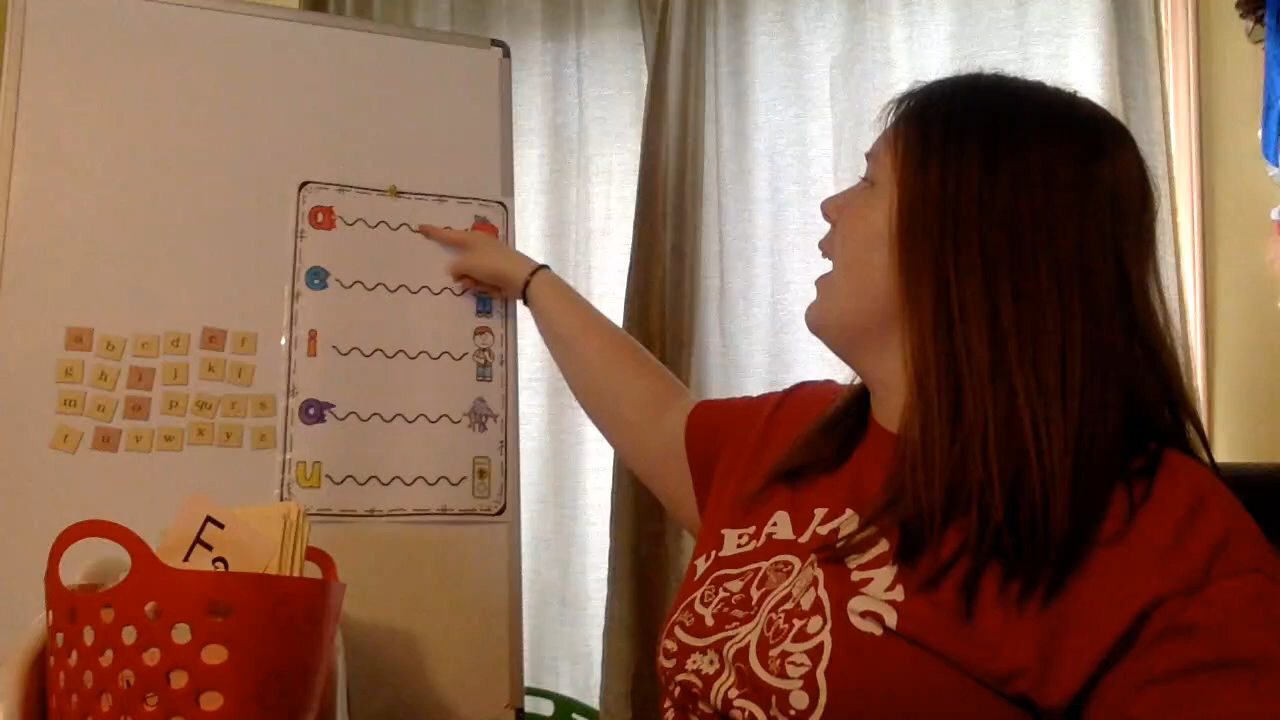 a
e
i
o
u
a b c d e f
g h i j k l
m n o p qu r s
t u v w x y z
Fa
LEARNING